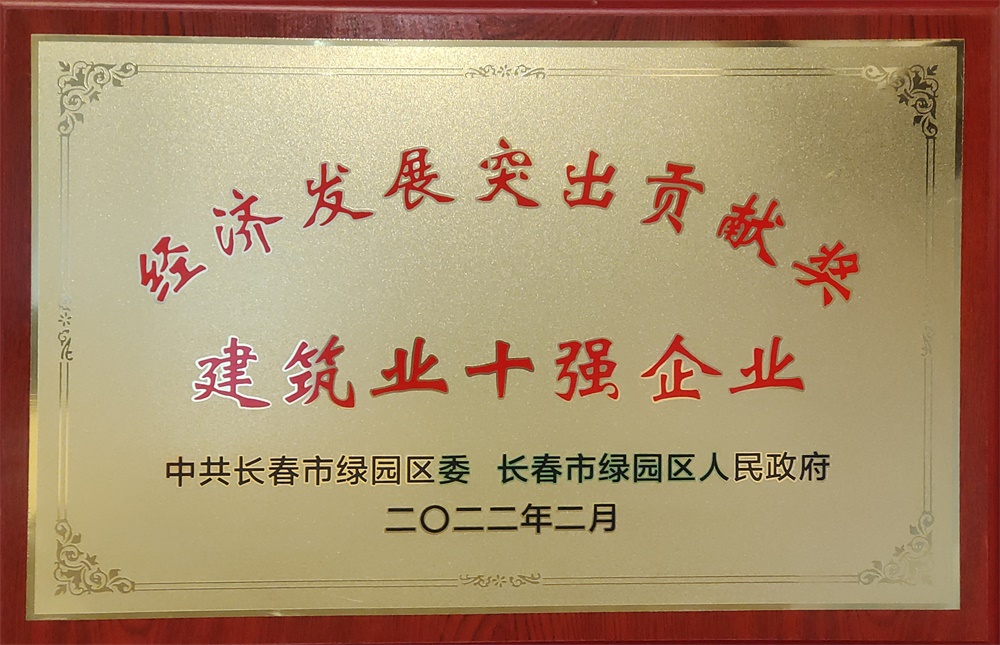 经济发展突出贡献奖
建筑业十强企业
中共长春市绿园区委 长春市绿园区人民政府
二〇二二年二月